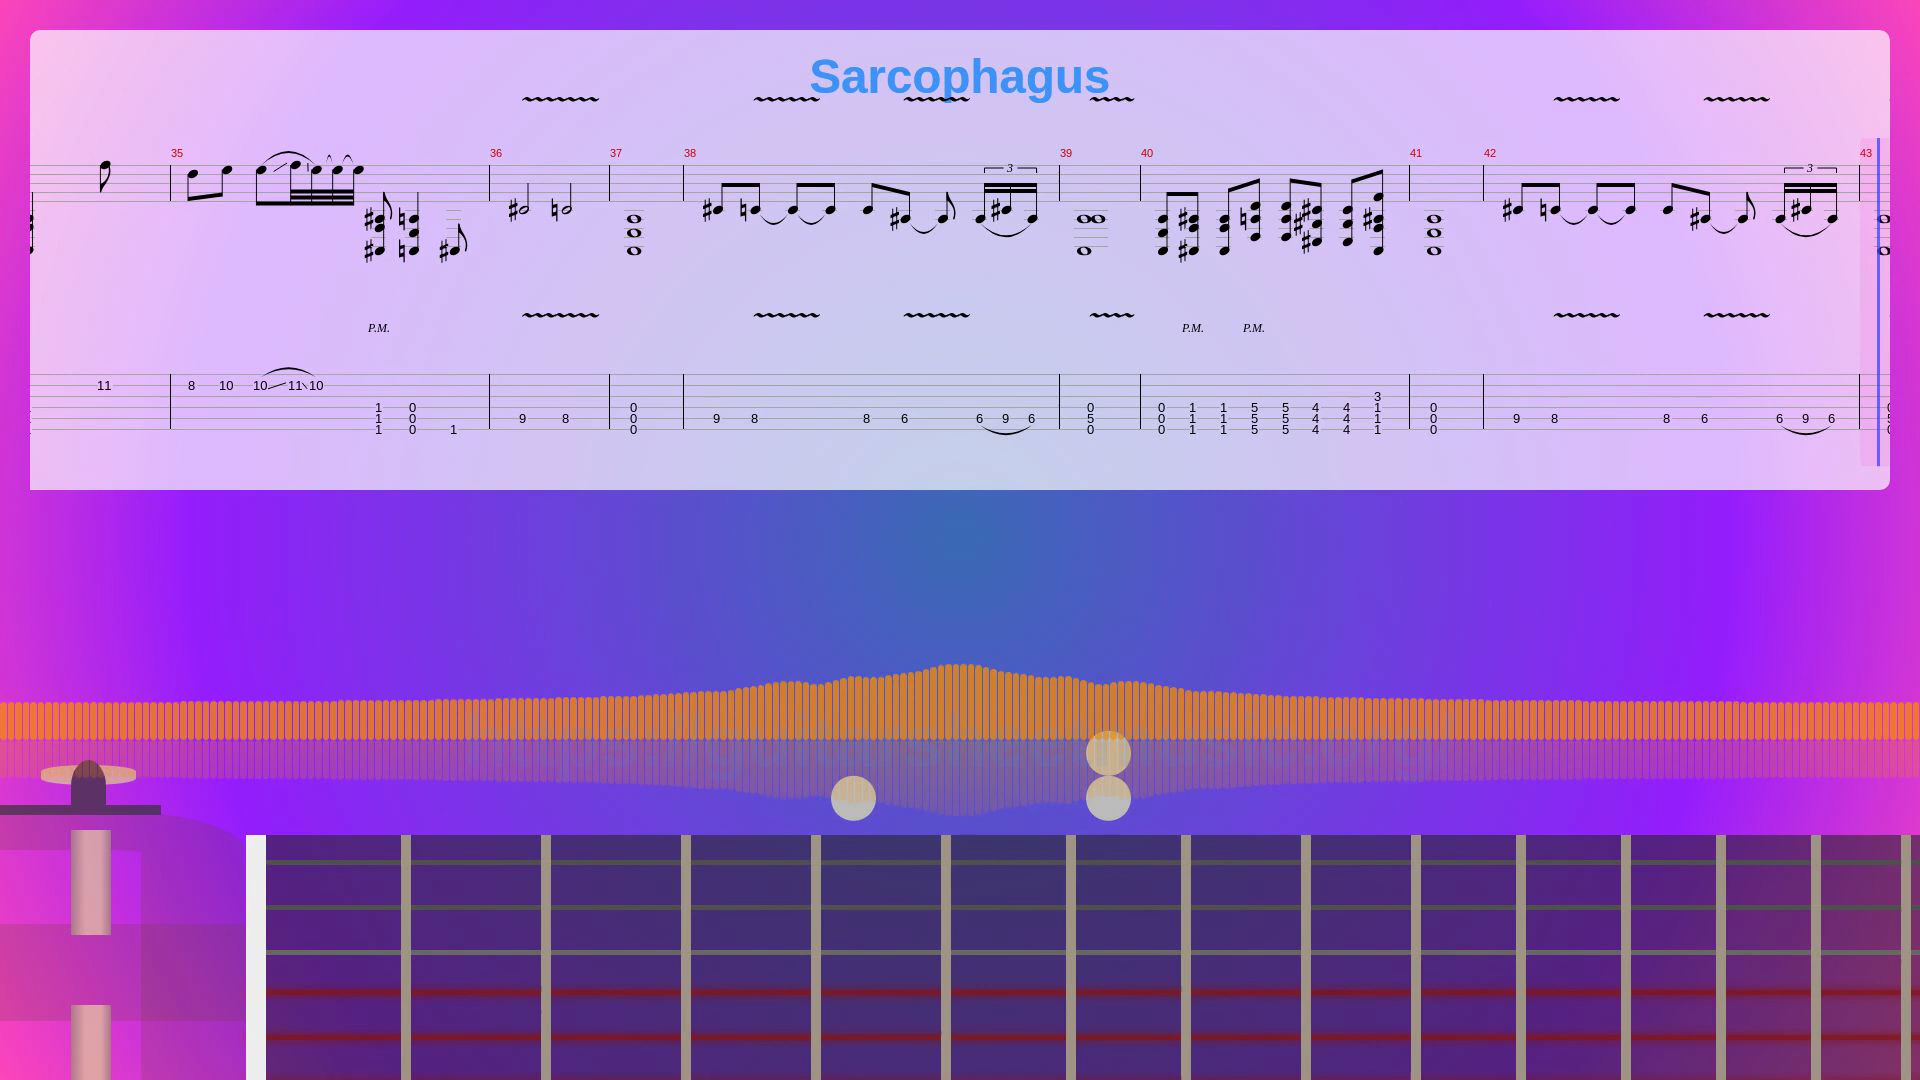 Sarcophagus
35 36 37 38 39 40 41 42 43
3 3
P.M. P.M. P.M.
11 8 10 10 11 10
3
1 0 0 0 0 1 1 5 5 4 4 1 0
1 0 9 8 0 9 8 8 6 6 9 6 5 0 1 1 5 5 4 4 1 0 9 8 8 6 6 9 6
1 0 1 0 0 0 1 1 5 5 4 4 1 0